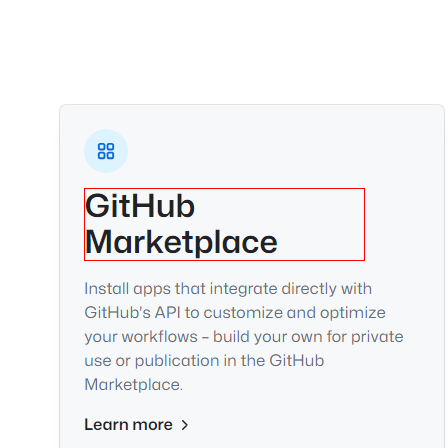 GitHub
Marketplace
Install apps that integrate directly with
GitHub's API to customize and optimize
your workflows – build your own for private
use or publication in the GitHub
Marketplace.
Learn more